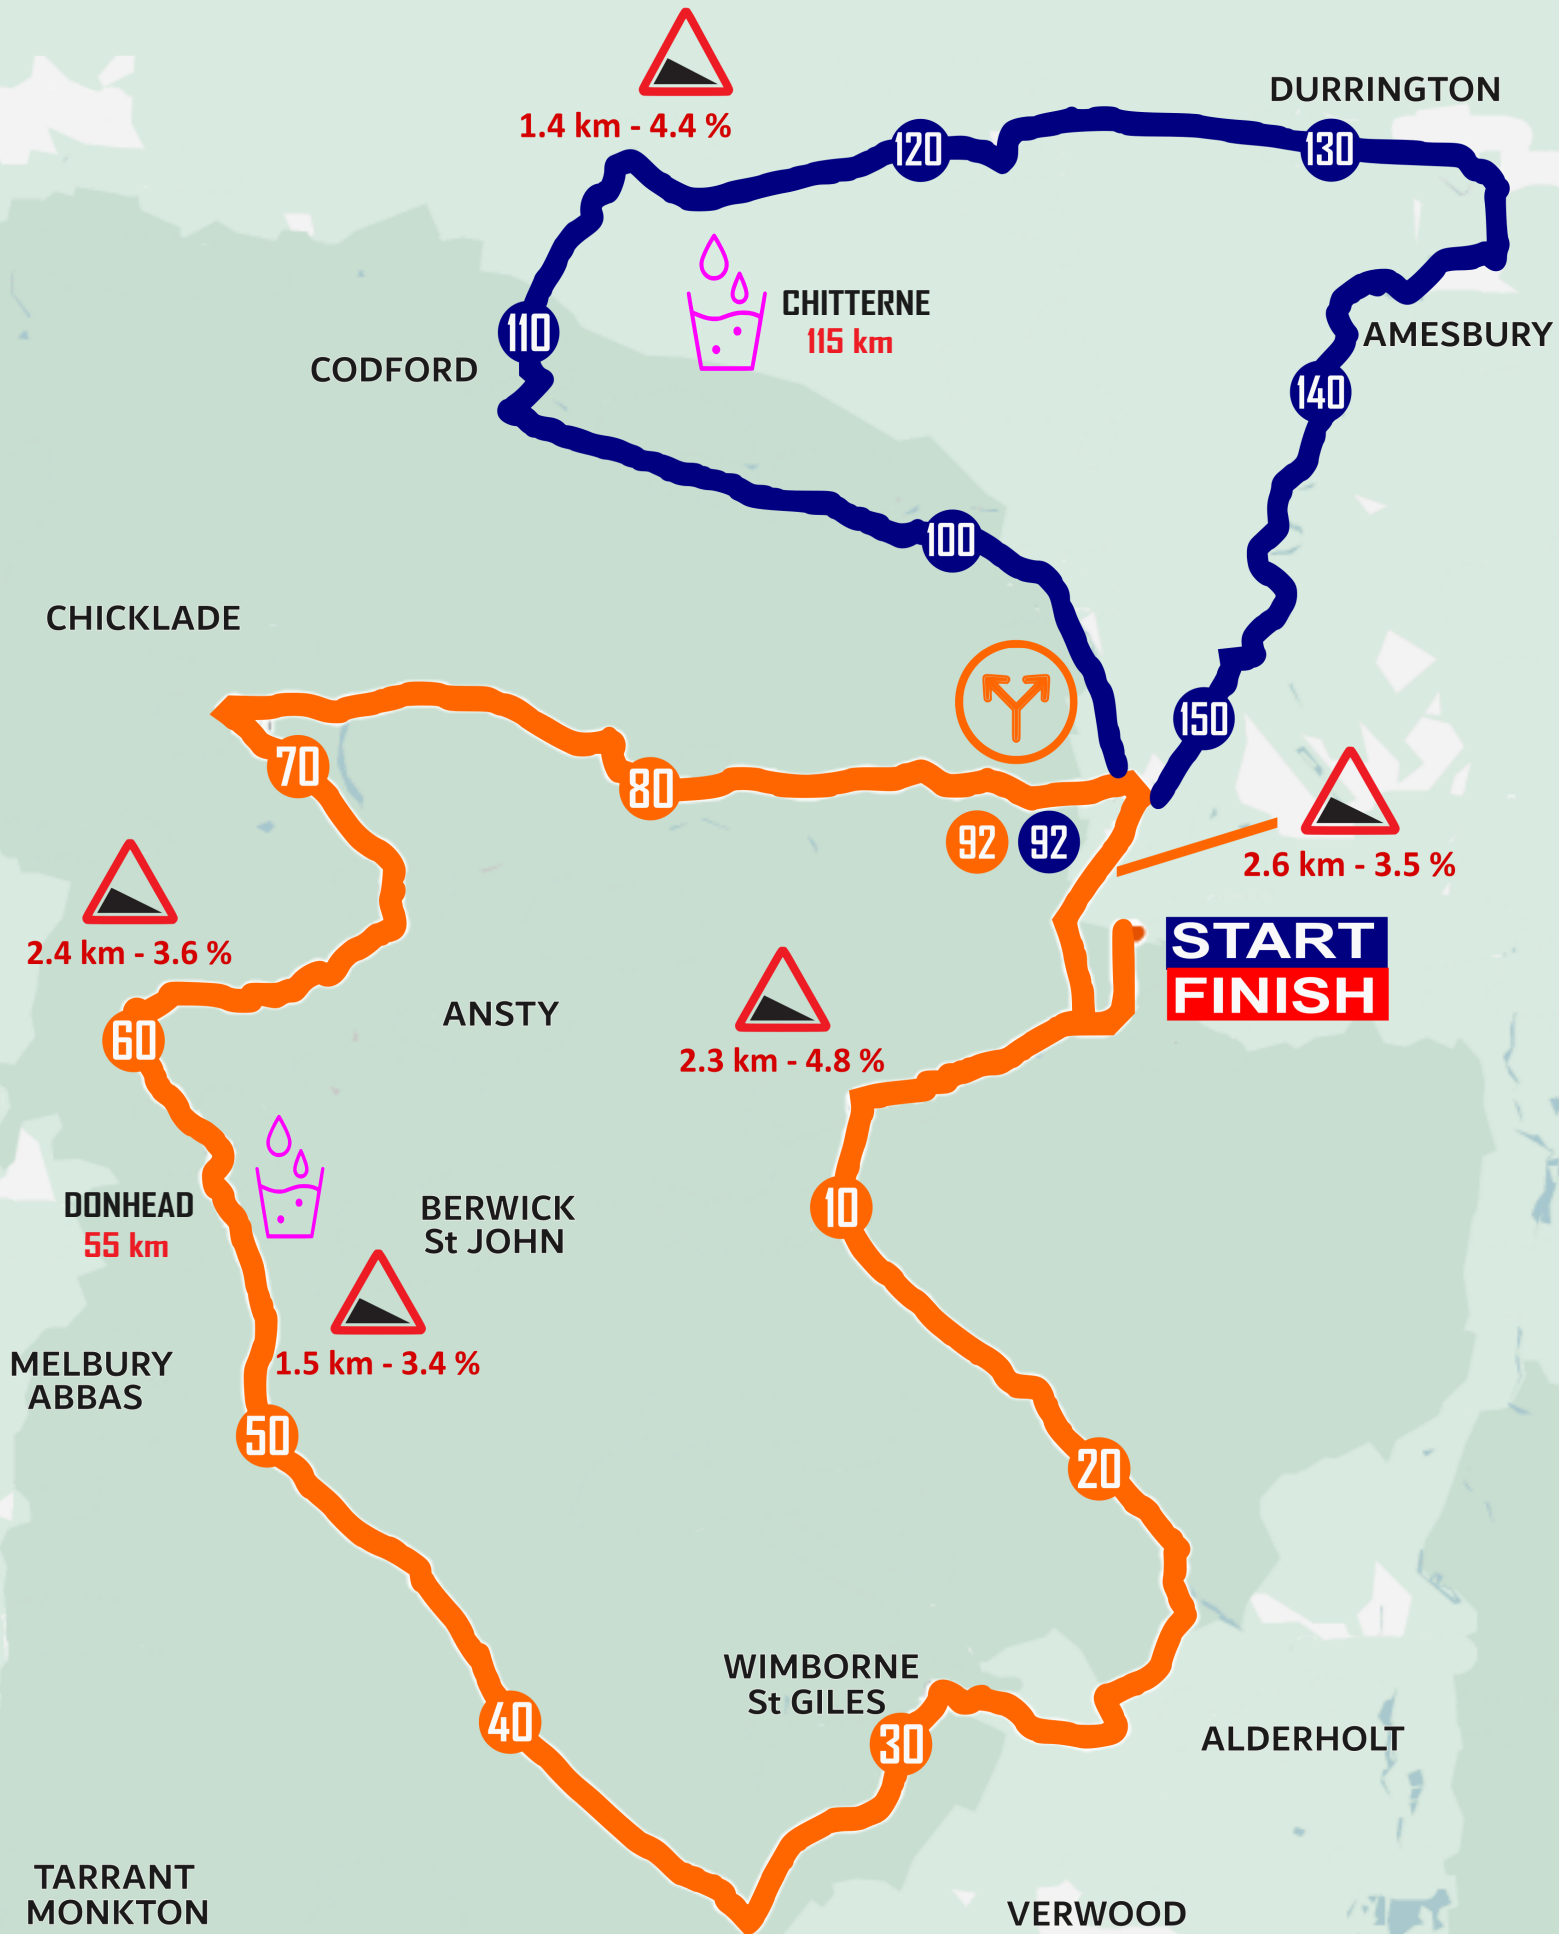 DURRINGTON
1.4 km - 4.4 %
120
130
CHITTERNE
115 km
110
AMESBURY
CODFORD
140
100
CHICKLADE
150
70
80
92
92
2.6 km - 3.5 %
2.4 km - 3.6 %
START
FINISH
ANSTY
60
2.3 km - 4.8 %
DONHEAD
55 km
BERWICK
St JOHN
10
MELBURY
ABBAS
1.5 km - 3.4 %
50
20
WIMBORNE
St GILES
40
30
ALDERHOLT
TARRANT
MONKTON
VERWOOD